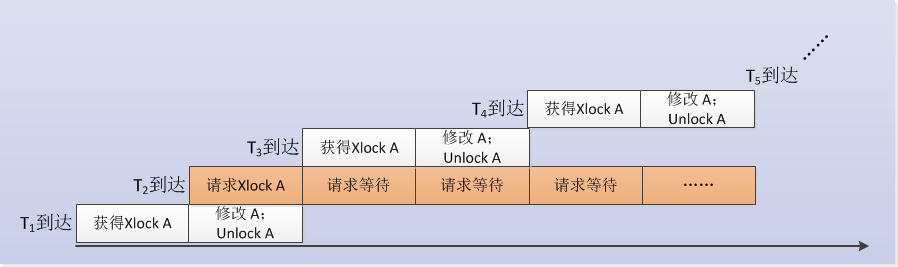 T5到达
T4到达
获得Xlock A
修改 A；
Unlock A
T3到达
获得Xlock A
修改 A；
Unlock A
T2到达
请求Xlock A
请求等待
请求等待
请求等待
……
T1到达
获得Xlock A
修改 A；
Unlock A